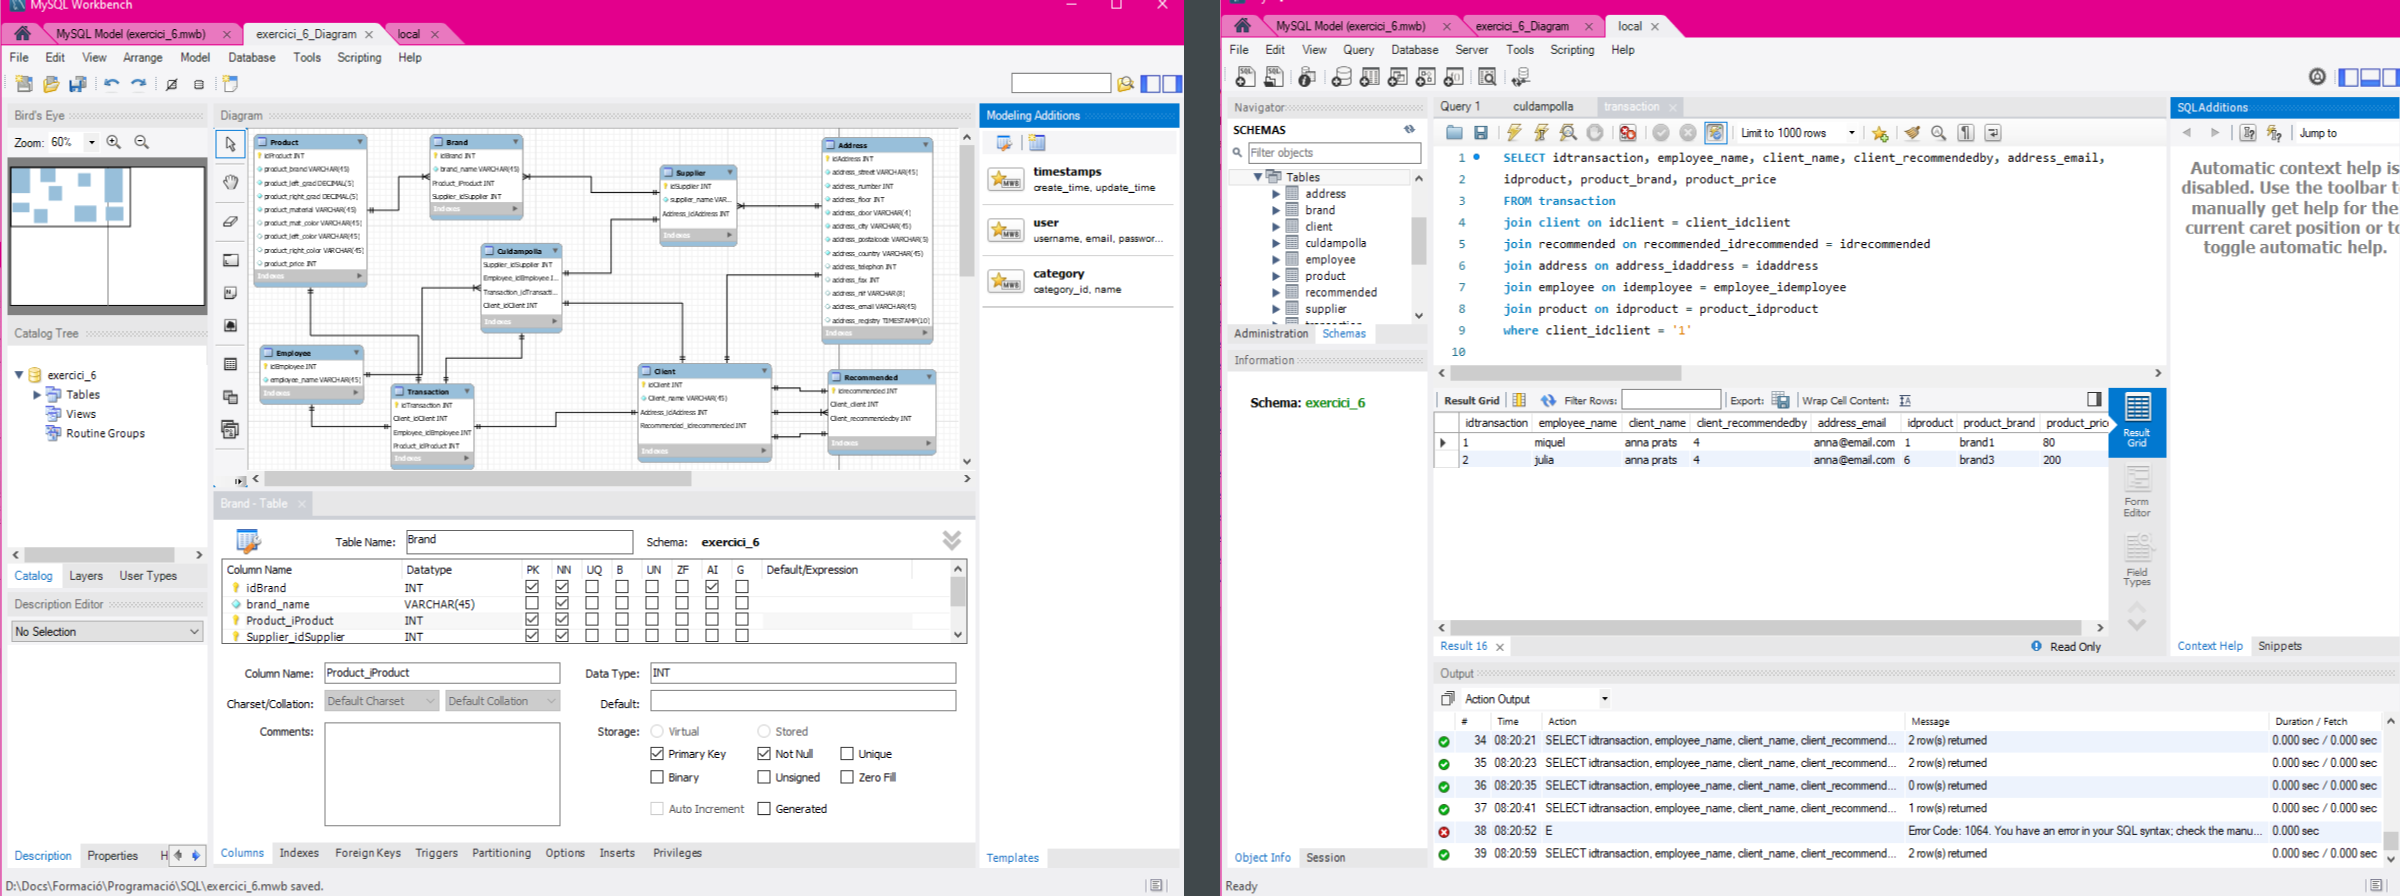 MySQL Workbench
MySQL Model (exercici_6.mwb)
exercici_6_Diagram
local
File Edit View Arrange Model Database Tools Scripting Help
Bird's Eye
Zoom: 60%
Catalog Tree
exercici_6
Tables
Views
Routine Groups
Catalog Layers User Types
Description Editor
No Selection
Description Properties H
Diagram
Product
idProduct INT
product_brand VARCHAR(45)
product_left_grad DECIMAL(5)
product_right_grad DECIMAL(5)
product_material VARCHAR(45)
product_mat_color VARCHAR(45)
product_left_color VARCHAR(45)
product_right_color VARCHAR(45)
product_price INT
Indexes
Brand
idBrand INT
brand_name VARCHAR(45)
Product_iProduct INT
Supplier_idSupplier INT
Indexes
Supplier
idSupplier INT
supplier_name VAR...
Address_idAddress INT
Indexes
Address
idAddress INT
address_street VARCHAR(45)
address_number INT
address_floor INT
address_door VARCHAR(4)
address_city VARCHAR(45)
address_postalcode VARCHAR(5)
address_country VARCHAR(45)
address_telephon INT
address_fax INT
address_nif VARCHAR(8)
address_email VARCHAR(45)
address_registry TIMESTAMP(10)
Indexes
Culdampolla
Supplier_idSupplier INT
Employee_idEmployee I...
Transaction_idTransacti...
Client_idClient INT
Indexes
Employee
idEmployee INT
employee_name VARCHAR(45)
Indexes
Transaction
idTransaction INT
Client_idClient INT
Employee_idEmployee INT
Product_idProduct INT
Indexes
Client
idClient INT
Client_name VARCHAR(45)
Address_idAddress INT
Recommended_idrecommended INT
Indexes
Recommended
idrecommended INT
Client_client INT
Client_recommendedby INT
Indexes
Modeling Additions
timestamps
create_time, update_time
user
username, email, passwor...
category
category_id, name
Templates
Brand - Table
Table Name: Brand Schema: exercici_6
Column Name Datatype PK NN UQ B UN ZF AI G Default/Expression
idBrand INT
brand_name VARCHAR(45)
Product_iProduct INT
Supplier_idSupplier INT
Column Name: Product_iProduct Data Type: INT
Charset/Collation: Default Charset Default Collation Default:
Comments: Storage: Virtual Stored
Primary Key Not Null Unique
Binary Unsigned Zero Fill
Auto Increment Generated
Columns Indexes Foreign Keys Triggers Partitioning Options Inserts Privileges
D:\Docs\Formació\Programació\SQL\exercici_6.mwb saved.
MySQL Model (exercici_6.mwb)
exercici_6_Diagram
local
File Edit View Query Database Server Tools Scripting Help
Navigator
SCHEMAS
Filter objects
Tables
address
brand
client
culdampolla
employee
product
recommended
supplier
Administration Schemas
Information
Schema: exercici_6
Object Info Session
Query 1 culdampolla transaction
Limit to 1000 rows
1 SELECT idtransaction, employee_name, client_name, client_recommendedby, address_email,
2 idproduct, product_brand, product_price
3 FROM transaction
4 join client on idclient = client_idclient
5 join recommended on recommended_idrecommended = idrecommended
6 join address on address_idaddress = idaddress
7 join employee on idemployee = employee_idemployee
8 join product on idproduct = product_idproduct
9 where client_idclient = '1'
10
Result Grid Filter Rows: Export: Wrap Cell Content:
idtransaction employee_name client_name client_recommendedby address_email idproduct product_brand product_pric
1 miquel anna prats 4 anna@email.com 1 brand1 80
2 julia anna prats 4 anna@email.com 6 brand3 200
Result Grid
Form Editor
Field Types
Result 16 Read Only
SQLAdditions
Jump to
Automatic context help is
disabled. Use the toolbar t
manually get help for the
current caret position or to
toggle automatic help.
Context Help Snippets
Output
Action Output
# Time Action Message Duration / Fetch
34 08:20:21 SELECT idtransaction, employee_name, client_name, client_recommend... 2 row(s) returned 0.000 sec / 0.000 sec
35 08:20:23 SELECT idtransaction, employee_name, client_name, client_recommend... 2 row(s) returned 0.000 sec / 0.000 sec
36 08:20:35 SELECT idtransaction, employee_name, client_name, client_recommend... 0 row(s) returned 0.000 sec / 0.000 sec
37 08:20:41 SELECT idtransaction, employee_name, client_name, client_recommend... 1 row(s) returned 0.000 sec / 0.000 sec
38 08:20:52 E Error Code: 1064. You have an error in your SQL syntax; check the manu... 0.000 sec
39 08:20:59 SELECT idtransaction, employee_name, client_name, client_recommend... 2 row(s) returned 0.000 sec / 0.000 sec
Ready